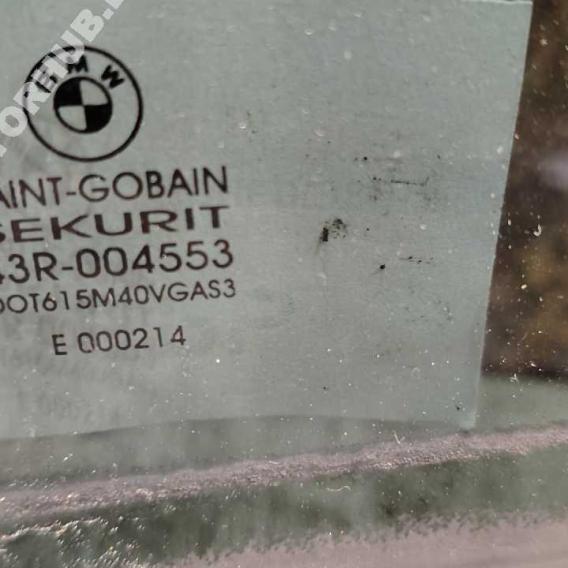 BMW
AINT-GOBAIN
SEKURIT
43R-004553
DOT615M40VGAS3
E 000214